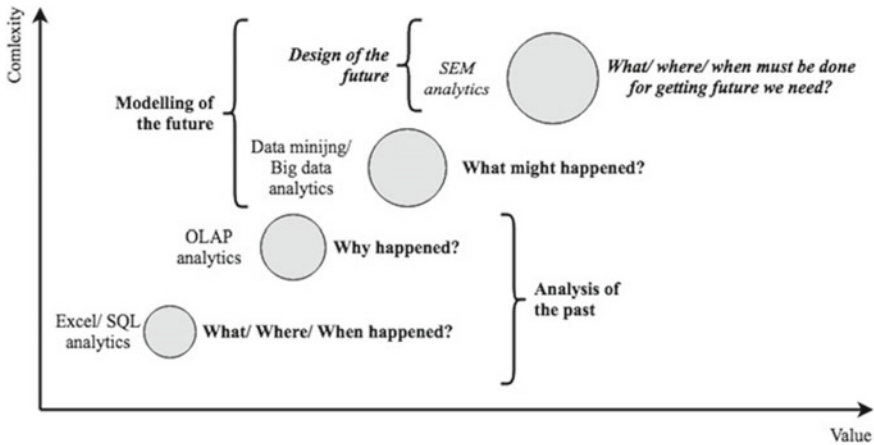 Comlexity
Design of the
future
SEM
analytics
What/ where/ when must be done
for getting future we need?
Modelling of
the future
Data minijng/
Big data
analytics
What might happened?
OLAP
analytics
Why happened?
Analysis of
the past
Excel/ SQL
analytics
What/ Where/ When happened?
Value